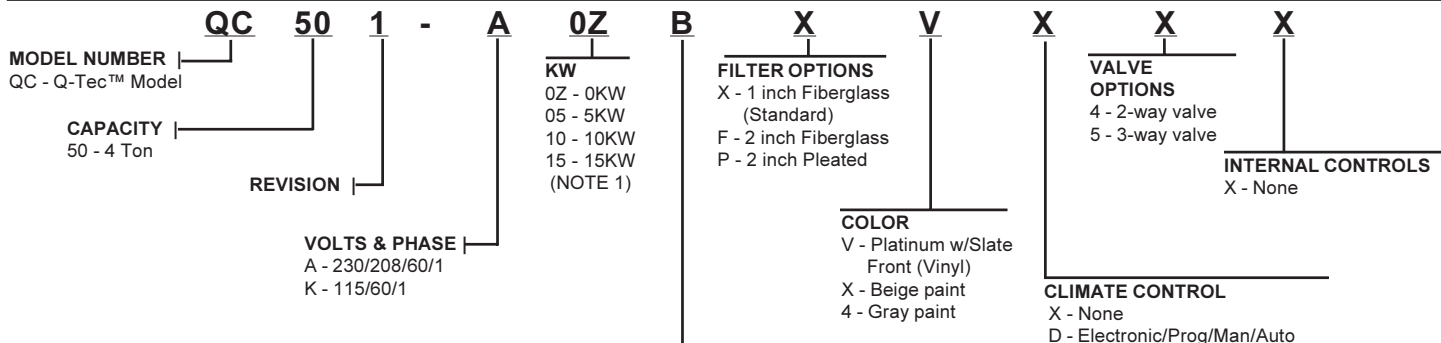 QC 50 1 - A 0Z B X V X X X
MODEL NUMBER
QC - Q-Tec™ Model
CAPACITY
50 - 4 Ton
REVISION
VOLTS & PHASE
A - 230/208/60/1
K - 115/60/1
KW
0Z - 0KW
05 - 5KW
10 - 10KW
15 - 15KW
(NOTE 1)
FILTER OPTIONS
X - 1 inch Fiberglass
(Standard)
F - 2 inch Fiberglass
P - 2 inch Pleated
COLOR
V - Platinum w/Slate
Front (Vinyl)
X - Beige paint
4 - Gray paint
VALVE
OPTIONS
4 - 2-way valve
5 - 3-way valve
INTERNAL CONTROLS
X - None
CLIMATE CONTROL
X - None
D - Electronic/Prog/Man/Auto